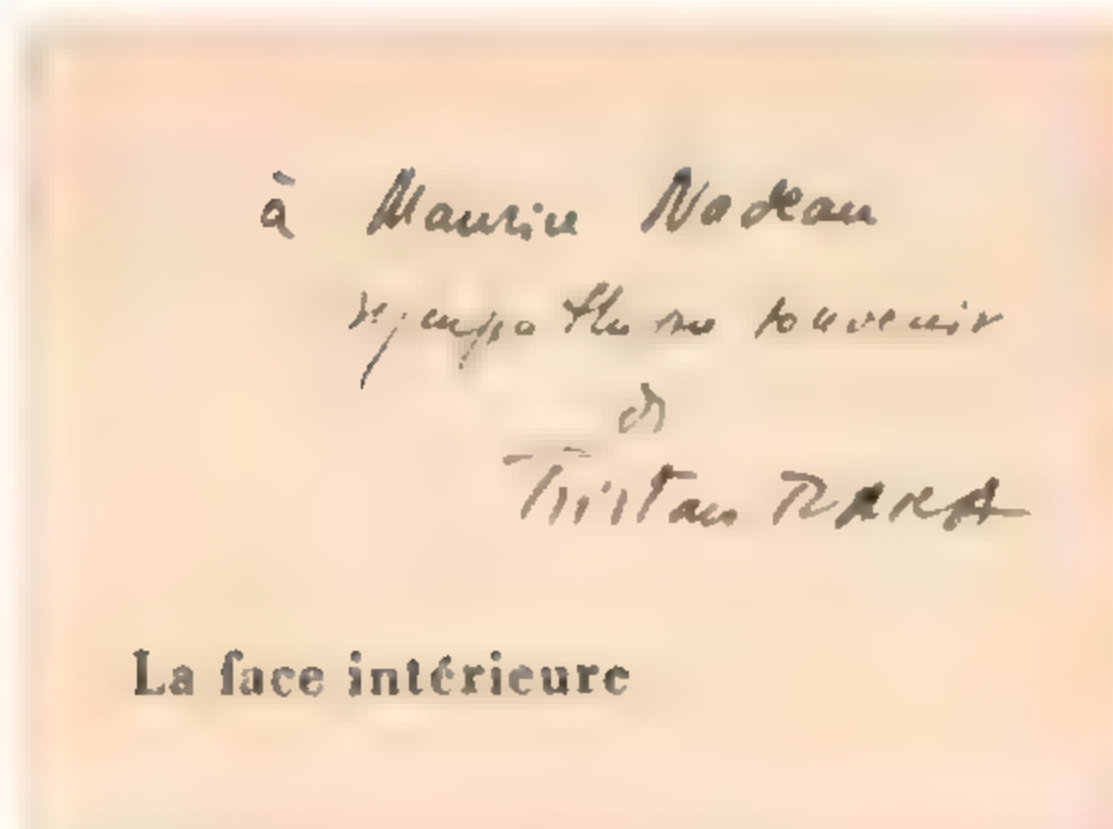 à Maurice Nadeau
sympathique souvenir
de
Tristan TZARA
La face intérieure